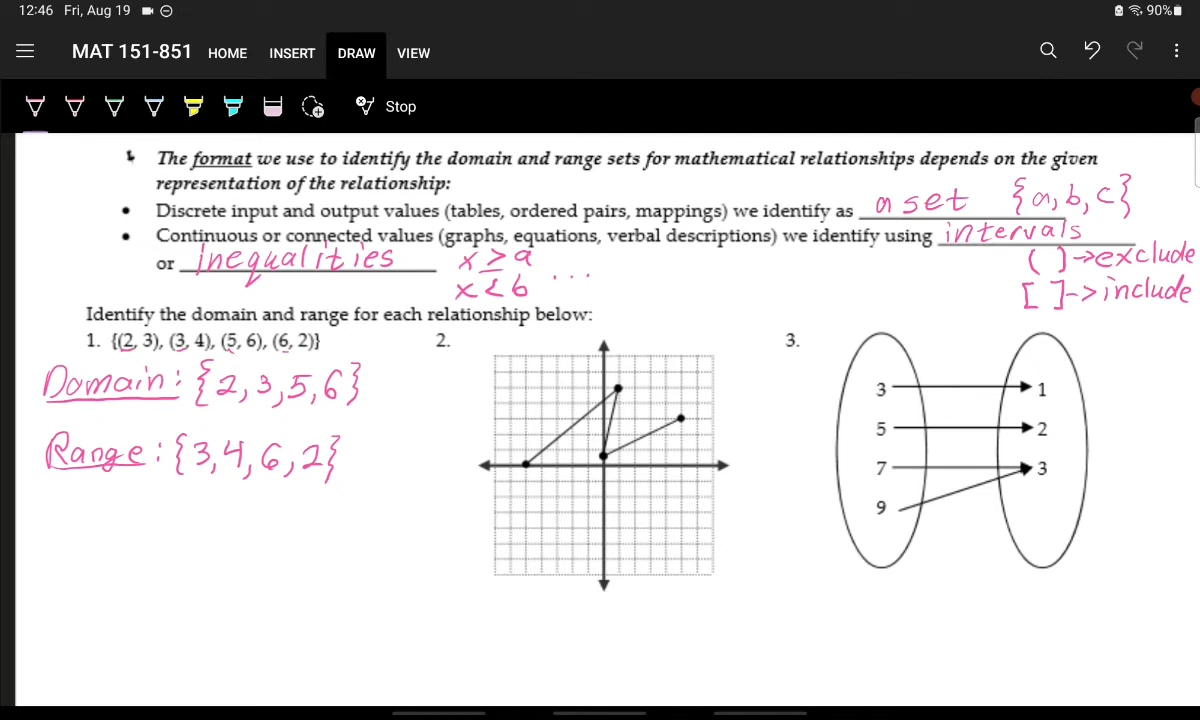 12:46 Fri, Aug 19 90%
MAT 151-851 HOME INSERT DRAW VIEW
Stop
The format we use to identify the domain and range sets for mathematical relationships depends on the given
representation of the relationship:
• Discrete input and output values (tables, ordered pairs, mappings) we identify as a set {a, b, c}
• Continuous or connected values (graphs, equations, verbal descriptions) we identify using intervals
or inequalities x ≥ a
x < b ...
( ) → exclude
[ ] -> include
Identify the domain and range for each relationship below:
1. {(2, 3), (3, 4), (5, 6), (6, 2)} 2. 3.
Domain: {2, 3, 5, 6}
Range: {3, 4, 6, 2}
3 1
5 2
7 3
9